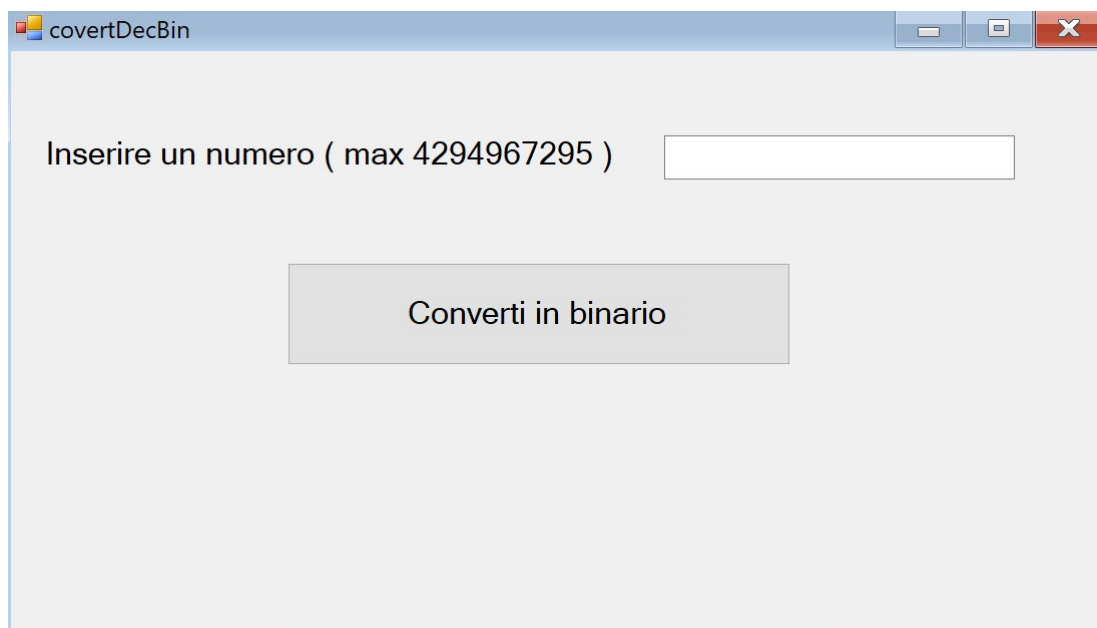 covertDecBin
Inserire un numero ( max 4294967295 )
Converti in binario